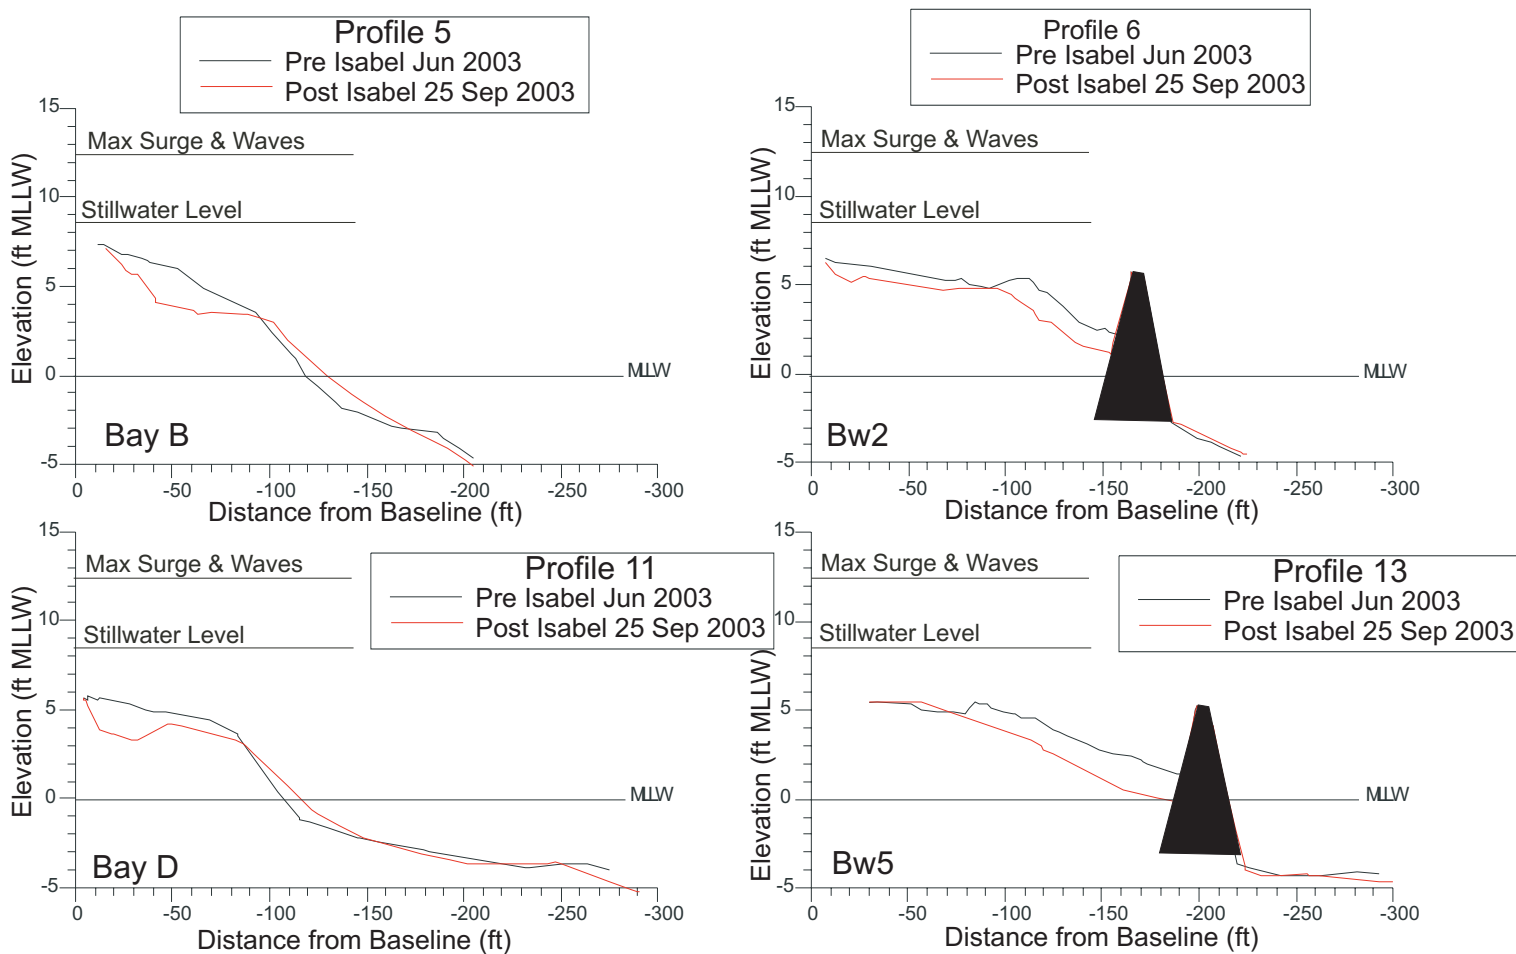 Profile 5
Pre Isabel Jun 2003
Post Isabel 25 Sep 2003
15
10
5
0
-5
Elevation (ft MLLW)
Max Surge & Waves
Stillwater Level
MLLW
Bay B
0 -50 -100 -150 -200 -250 -300
Distance from Baseline (ft)
Profile 6
Pre Isabel Jun 2003
Post Isabel 25 Sep 2003
15
10
5
0
-5
Elevation (ft MLLW)
Max Surge & Waves
Stillwater Level
MLLW
Bw2
0 -50 -100 -150 -200 -250 -300
Distance from Baseline (ft)
Profile 11
Pre Isabel Jun 2003
Post Isabel 25 Sep 2003
15
10
5
0
-5
Elevation (ft MLLW)
Max Surge & Waves
Stillwater Level
MLLW
Bay D
0 -50 -100 -150 -200 -250 -300
Distance from Baseline (ft)
Profile 13
Pre Isabel Jun 2003
Post Isabel 25 Sep 2003
15
10
5
0
-5
Elevation (ft MLLW)
Max Surge & Waves
Stillwater Level
MLLW
Bw5
0 -50 -100 -150 -200 -250 -300
Distance from Baseline (ft)